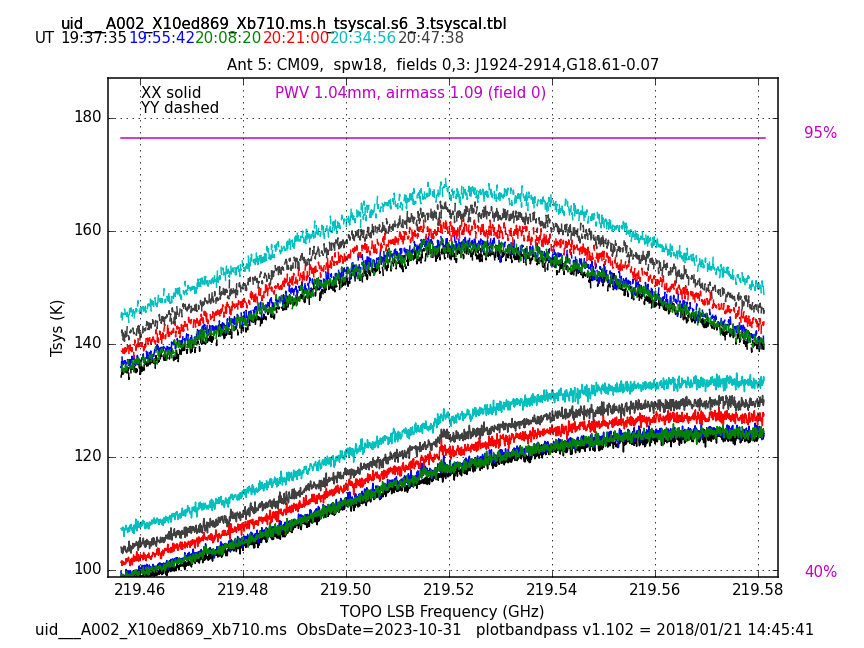 uid___A002_X10ed869_Xb710.ms.h_tsyscal.s6_3.tsyscal.tbl
UT 19:37:35 19:55:42 20:08:20 20:21:00 20:34:56 20:47:38
Ant 5: CM09,  spw18,  fields 0,3: J1924-2914,G18.61-0.07
XX solid
YY dashed
PWV 1.04mm, airmass 1.09 (field 0)
95%
40%
180
160
140
120
100
Tsys (K)
219.46 219.48 219.50 219.52 219.54 219.56 219.58
TOPO LSB Frequency (GHz)
uid___A002_X10ed869_Xb710.ms  ObsDate=2023-10-31   plotbandpass v1.102 = 2018/01/21 14:45:41